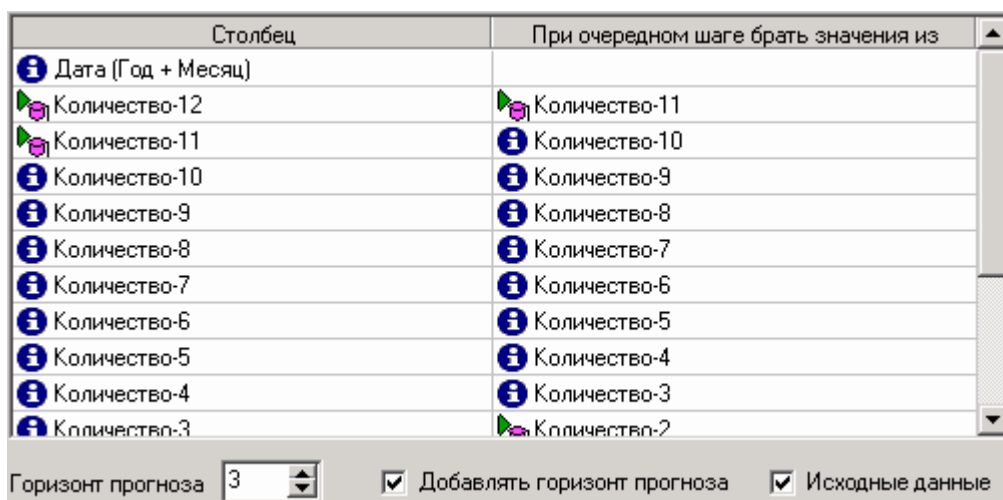 Столбец При очередном шаге брать значения из
Дата (Год + Месяц)
Количество-12 Количество-11
Количество-11 Количество-10
Количество-10 Количество-9
Количество-9 Количество-8
Количество-8 Количество-7
Количество-7 Количество-6
Количество-6 Количество-5
Количество-5 Количество-4
Количество-4 Количество-3
Количество-3 Количество-2
Горизонт прогноза 3 Добавлять горизонт прогноза Исходные данные